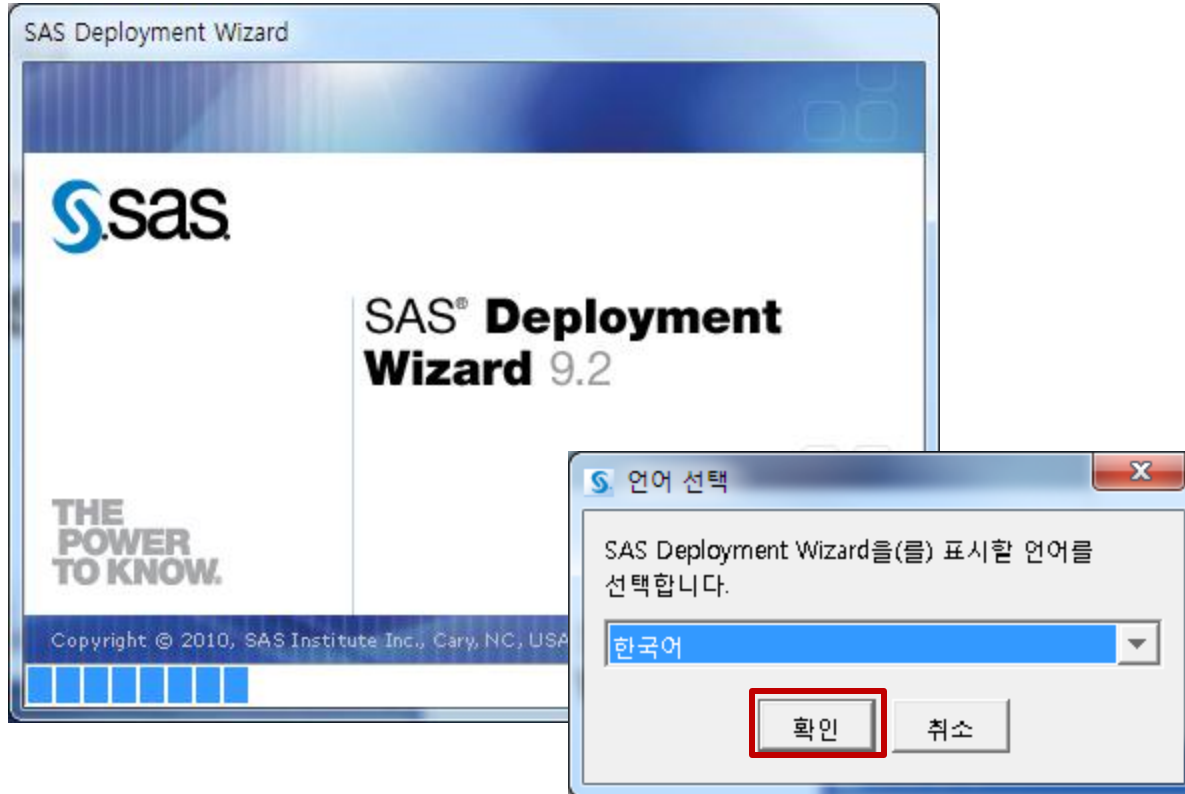 SAS Deployment Wizard
sas
SAS® Deployment
Wizard 9.2
THE
POWER
TO KNOW.
Copyright © 2010, SAS Institute Inc., Cary, NC, USA
언어 선택
SAS Deployment Wizard을(를) 표시할 언어를
선택합니다.
한국어
확인 취소